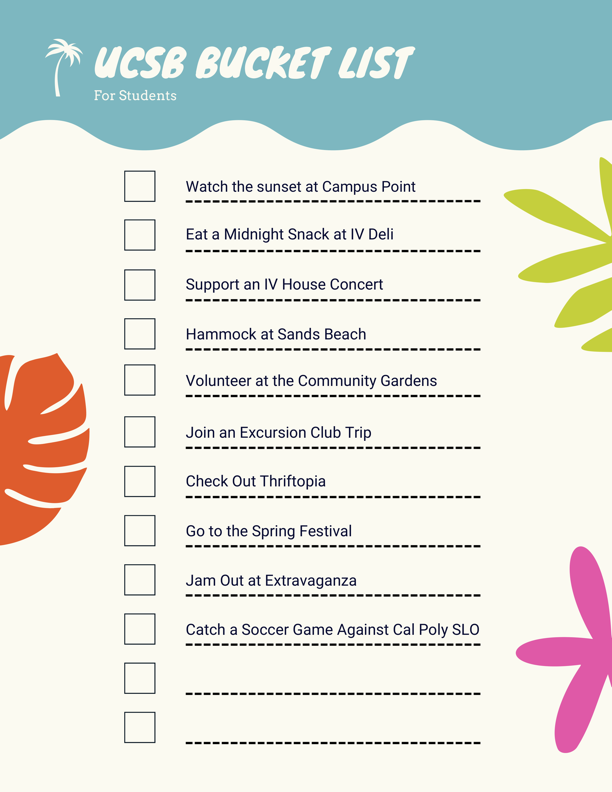 UCSB BUCKET LIST
For Students
Watch the sunset at Campus Point
Eat a Midnight Snack at IV Deli
Support an IV House Concert
Hammock at Sands Beach
Volunteer at the Community Gardens
Join an Excursion Club Trip
Check Out Thriftopia
Go to the Spring Festival
Jam Out at Extravaganza
Catch a Soccer Game Against Cal Poly SLO